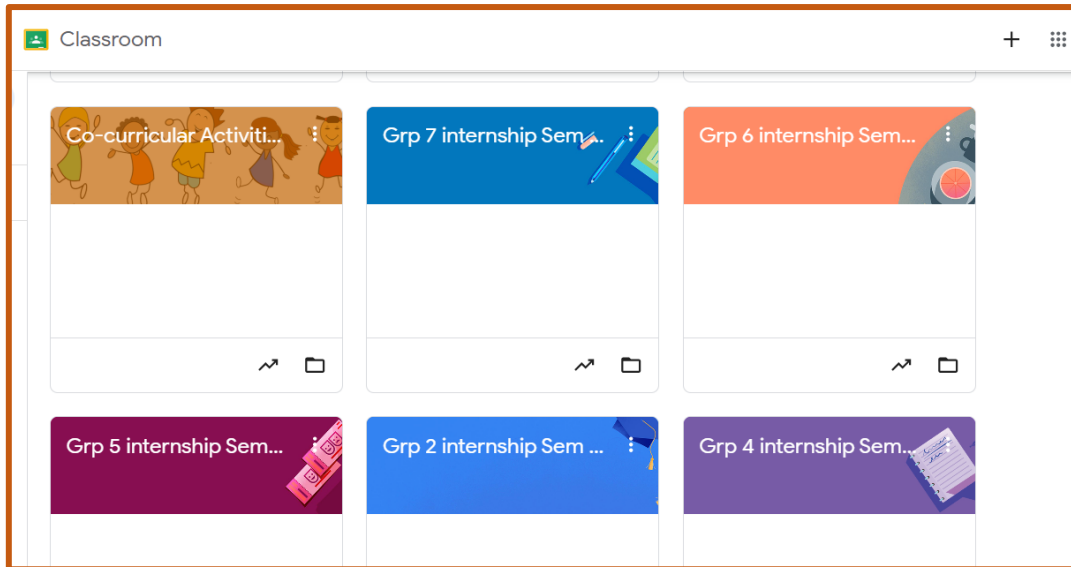 Classroom
Co-curricular Activiti...
Grp 7 internship Sem...
Grp 6 internship Sem...
Grp 5 internship Sem...
Grp 2 internship Sem ...
Grp 4 internship Sem...